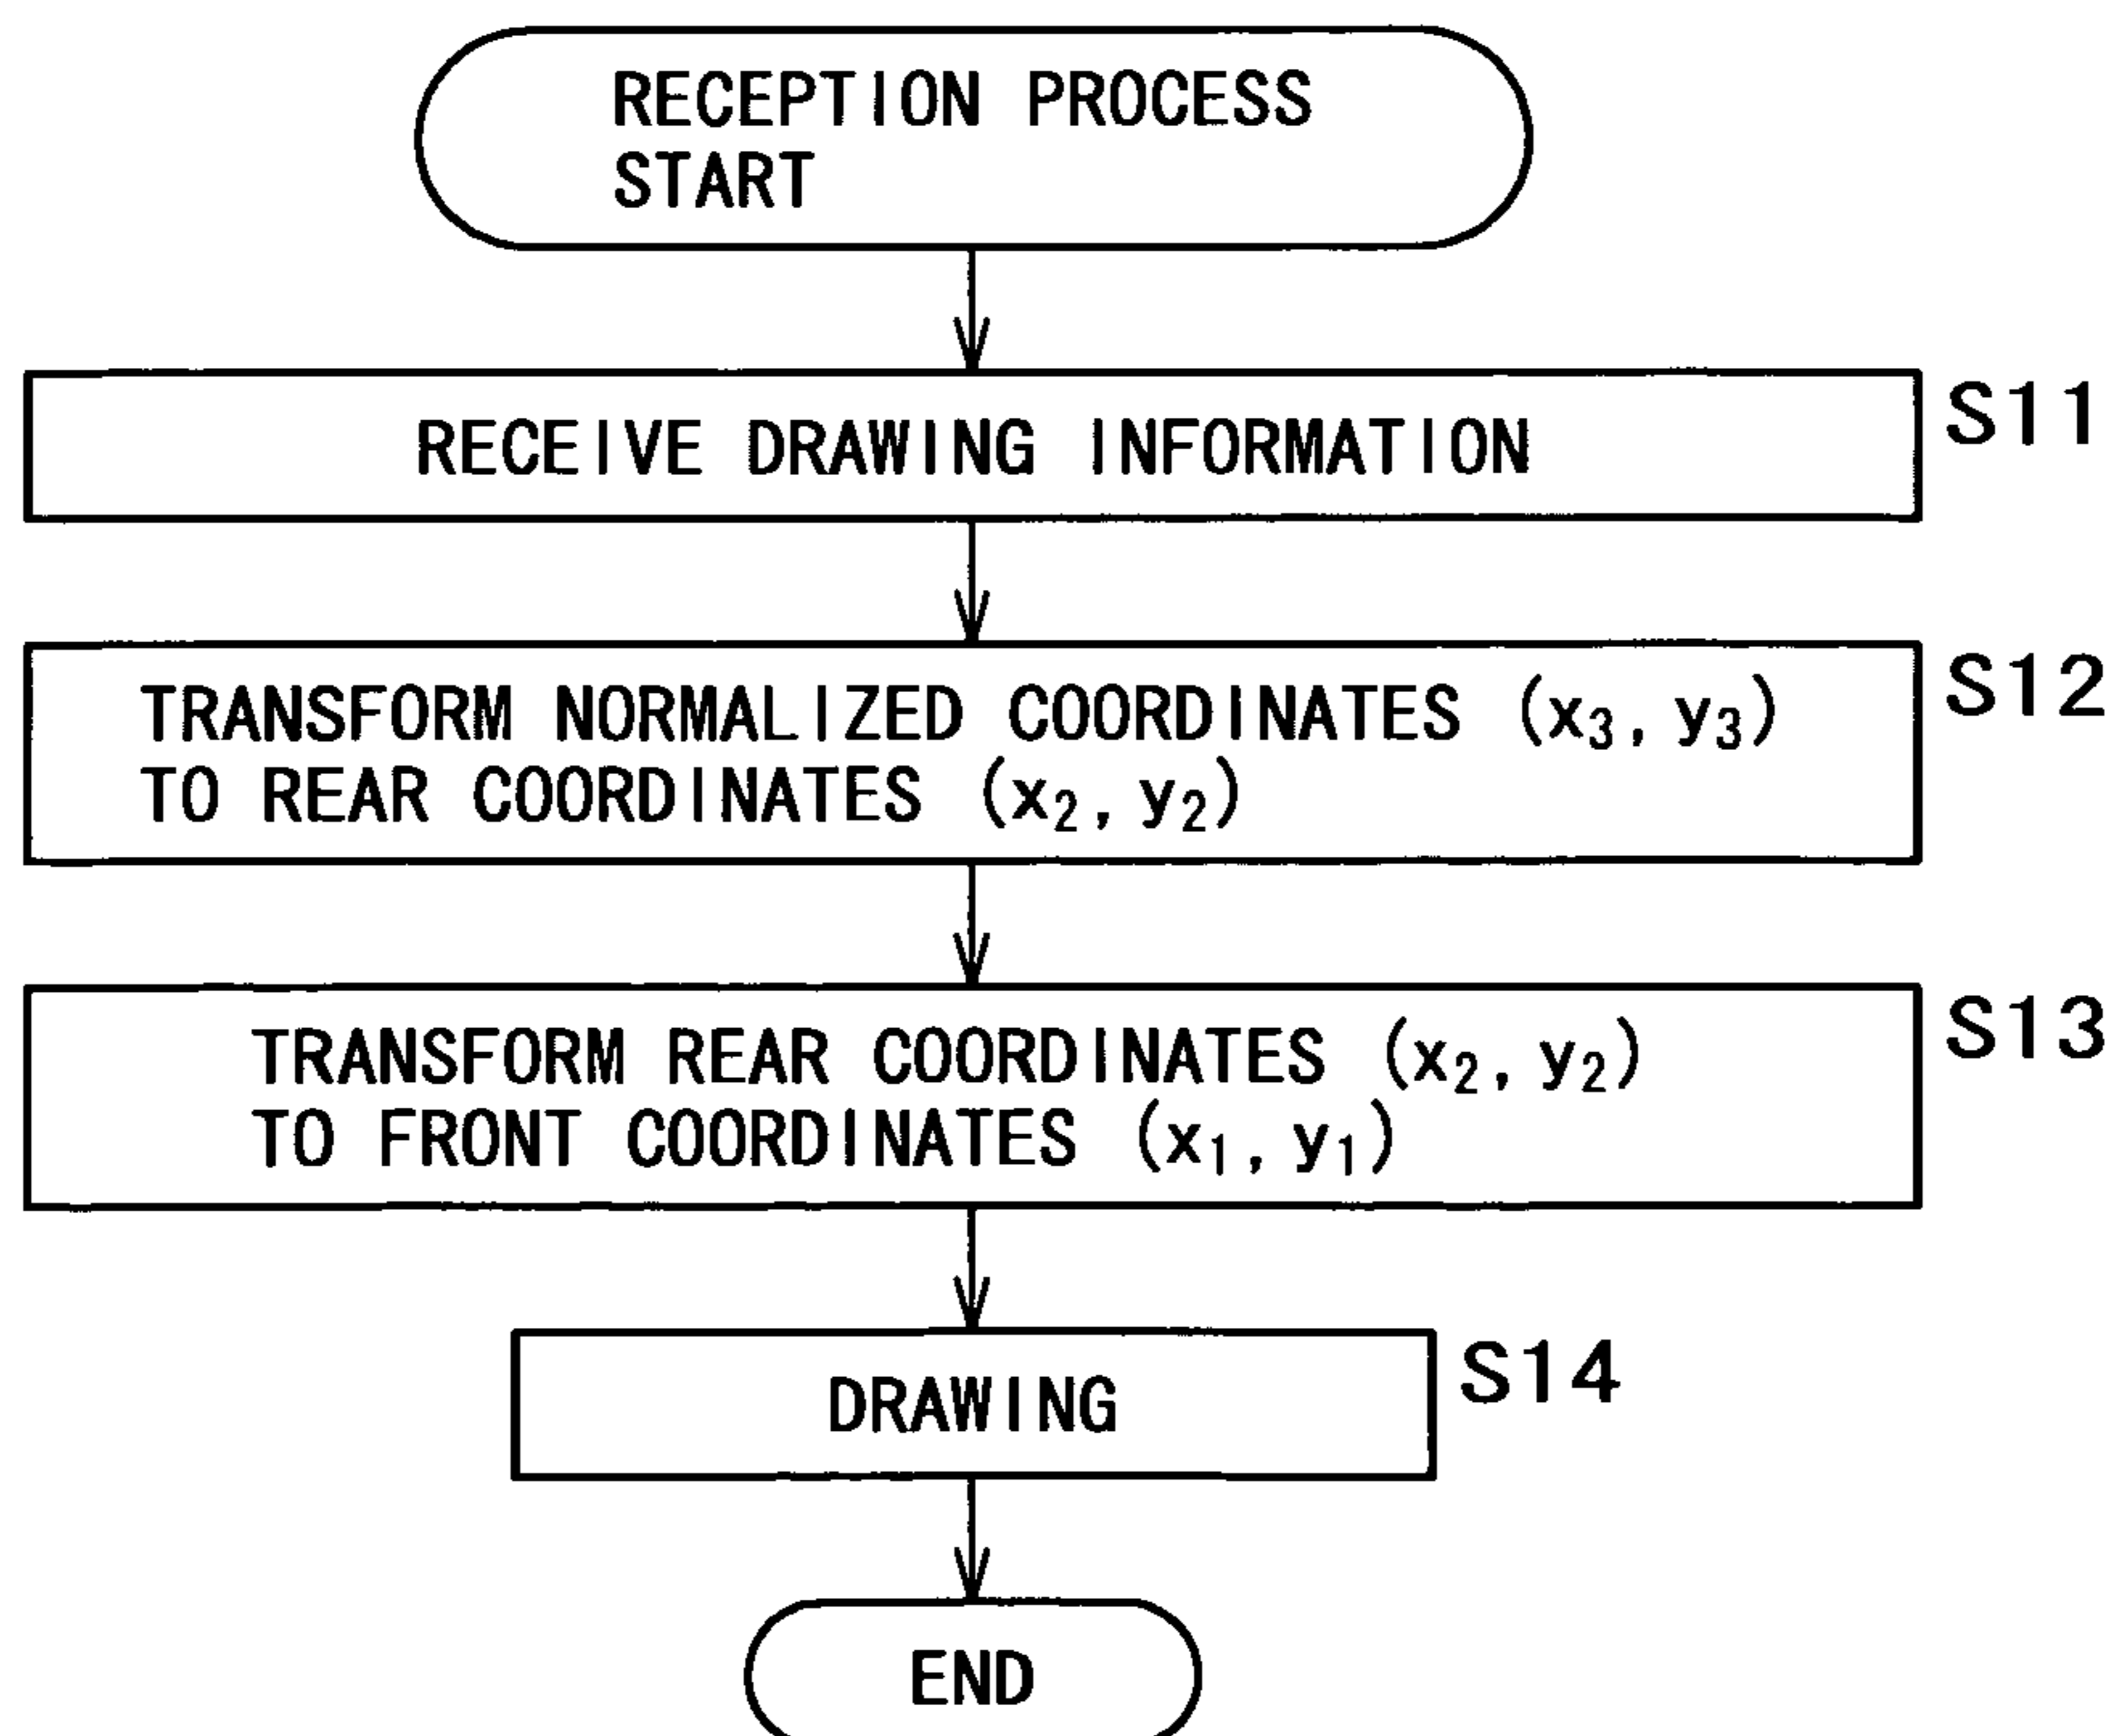 RECEPTION PROCESS
START
RECEIVE DRAWING INFORMATION
S11
TRANSFORM NORMALIZED COORDINATES (x₃, y₃)
TO REAR COORDINATES (x₂, y₂)
S12
TRANSFORM REAR COORDINATES (x₂, y₂)
TO FRONT COORDINATES (x₁, y₁)
S13
DRAWING
S14
END